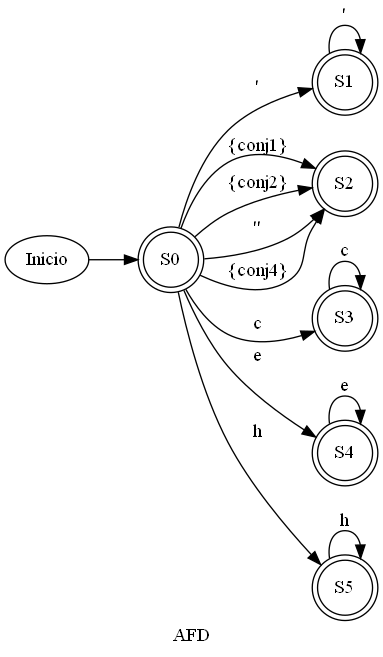 '
S1
'
{conj1}
{conj2}
S2
"
Inicio
S0
{conj4}
c
S3
c
e
e
S4
h
h
S5
AFD